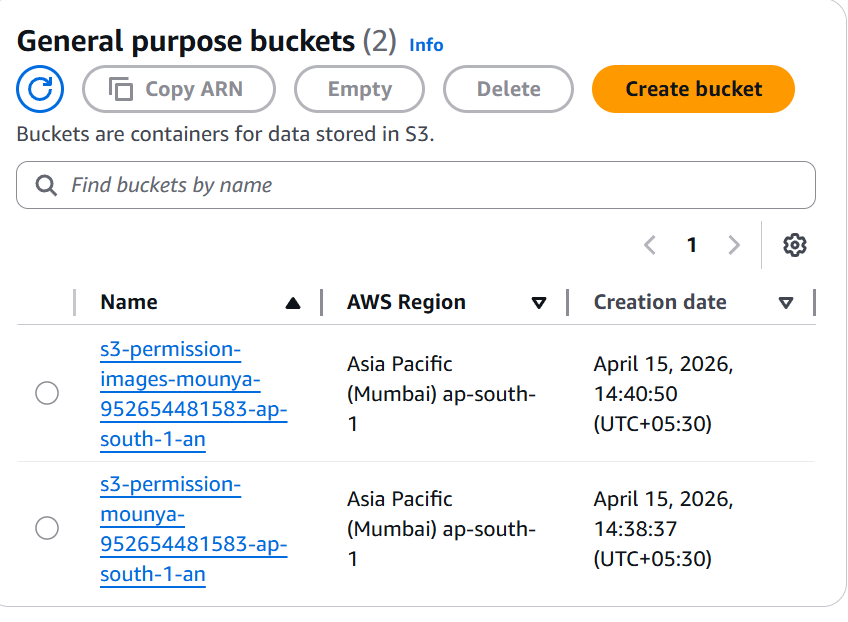 General purpose buckets (2) Info
Copy ARN Empty Delete Create bucket
Buckets are containers for data stored in S3.
Find buckets by name
1
Name AWS Region Creation date
s3-permission-
images-mounya-
952654481583-ap-
south-1-an
Asia Pacific
(Mumbai) ap-south-
1
April 15, 2026,
14:40:50
(UTC+05:30)
s3-permission-
mounya-
952654481583-ap-
south-1-an
Asia Pacific
(Mumbai) ap-south-
1
April 15, 2026,
14:38:37
(UTC+05:30)